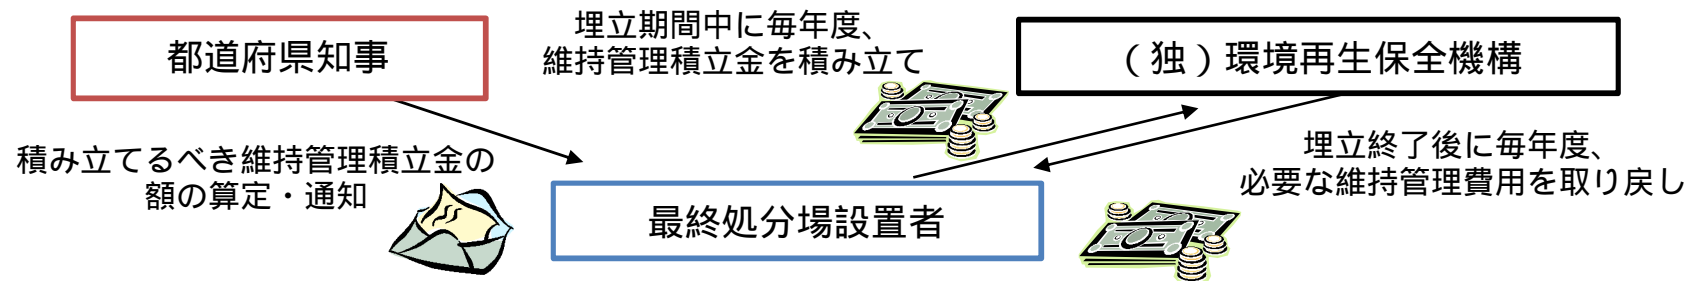 都道府県知事
埋立期間中に毎年度、
維持管理積立金を積み立て
（独）環境再生保全機構
積み立てるべき維持管理積立金の
額の算定・通知
埋立終了後に毎年度、
必要な維持管理費用を取り戻し
最終処分場設置者